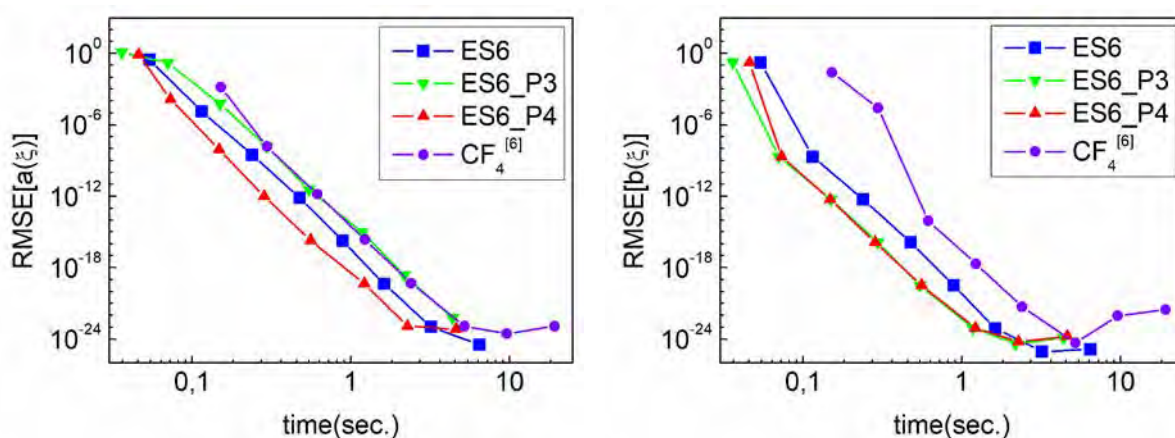 RMSE[a(ξ)]
10^0
10^-6
10^-12
10^-18
10^-24
0,1
1
10
time(sec.)
ES6
ES6_P3
ES6_P4
CF_4^[6]
RMSE[b(ξ)]
10^0
10^-6
10^-12
10^-18
10^-24
0,1
1
10
time(sec.)
ES6
ES6_P3
ES6_P4
CF_4^[6]